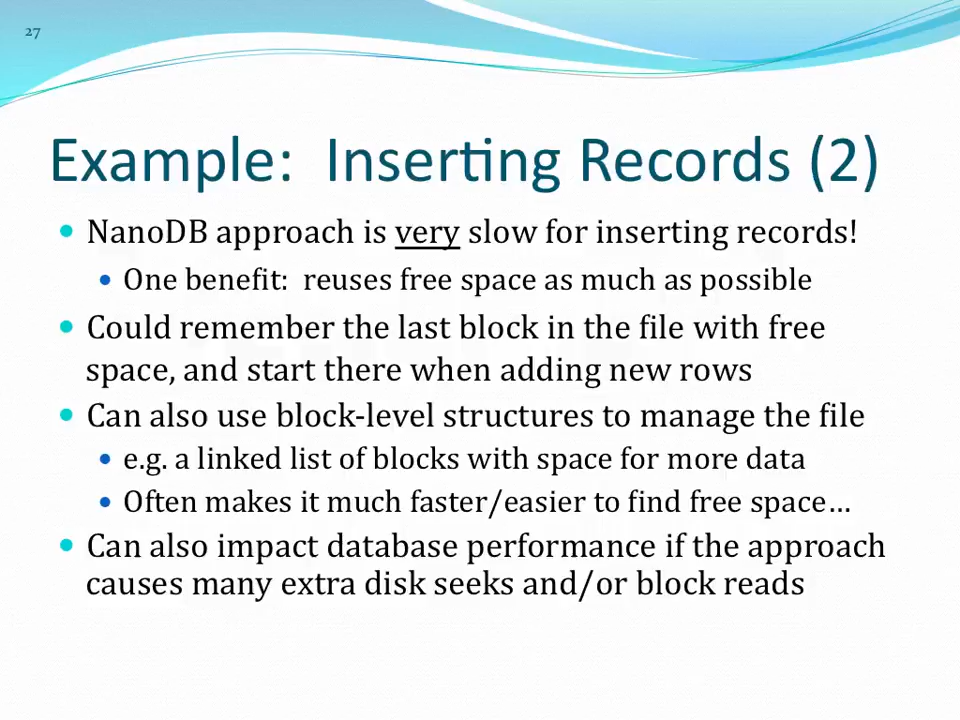 27
Example:  Inserting Records (2)
• NanoDB approach is very slow for inserting records!
• One benefit:  reuses free space as much as possible
• Could remember the last block in the file with free
space, and start there when adding new rows
• Can also use block-level structures to manage the file
• e.g. a linked list of blocks with space for more data
• Often makes it much faster/easier to find free space…
• Can also impact database performance if the approach
causes many extra disk seeks and/or block reads